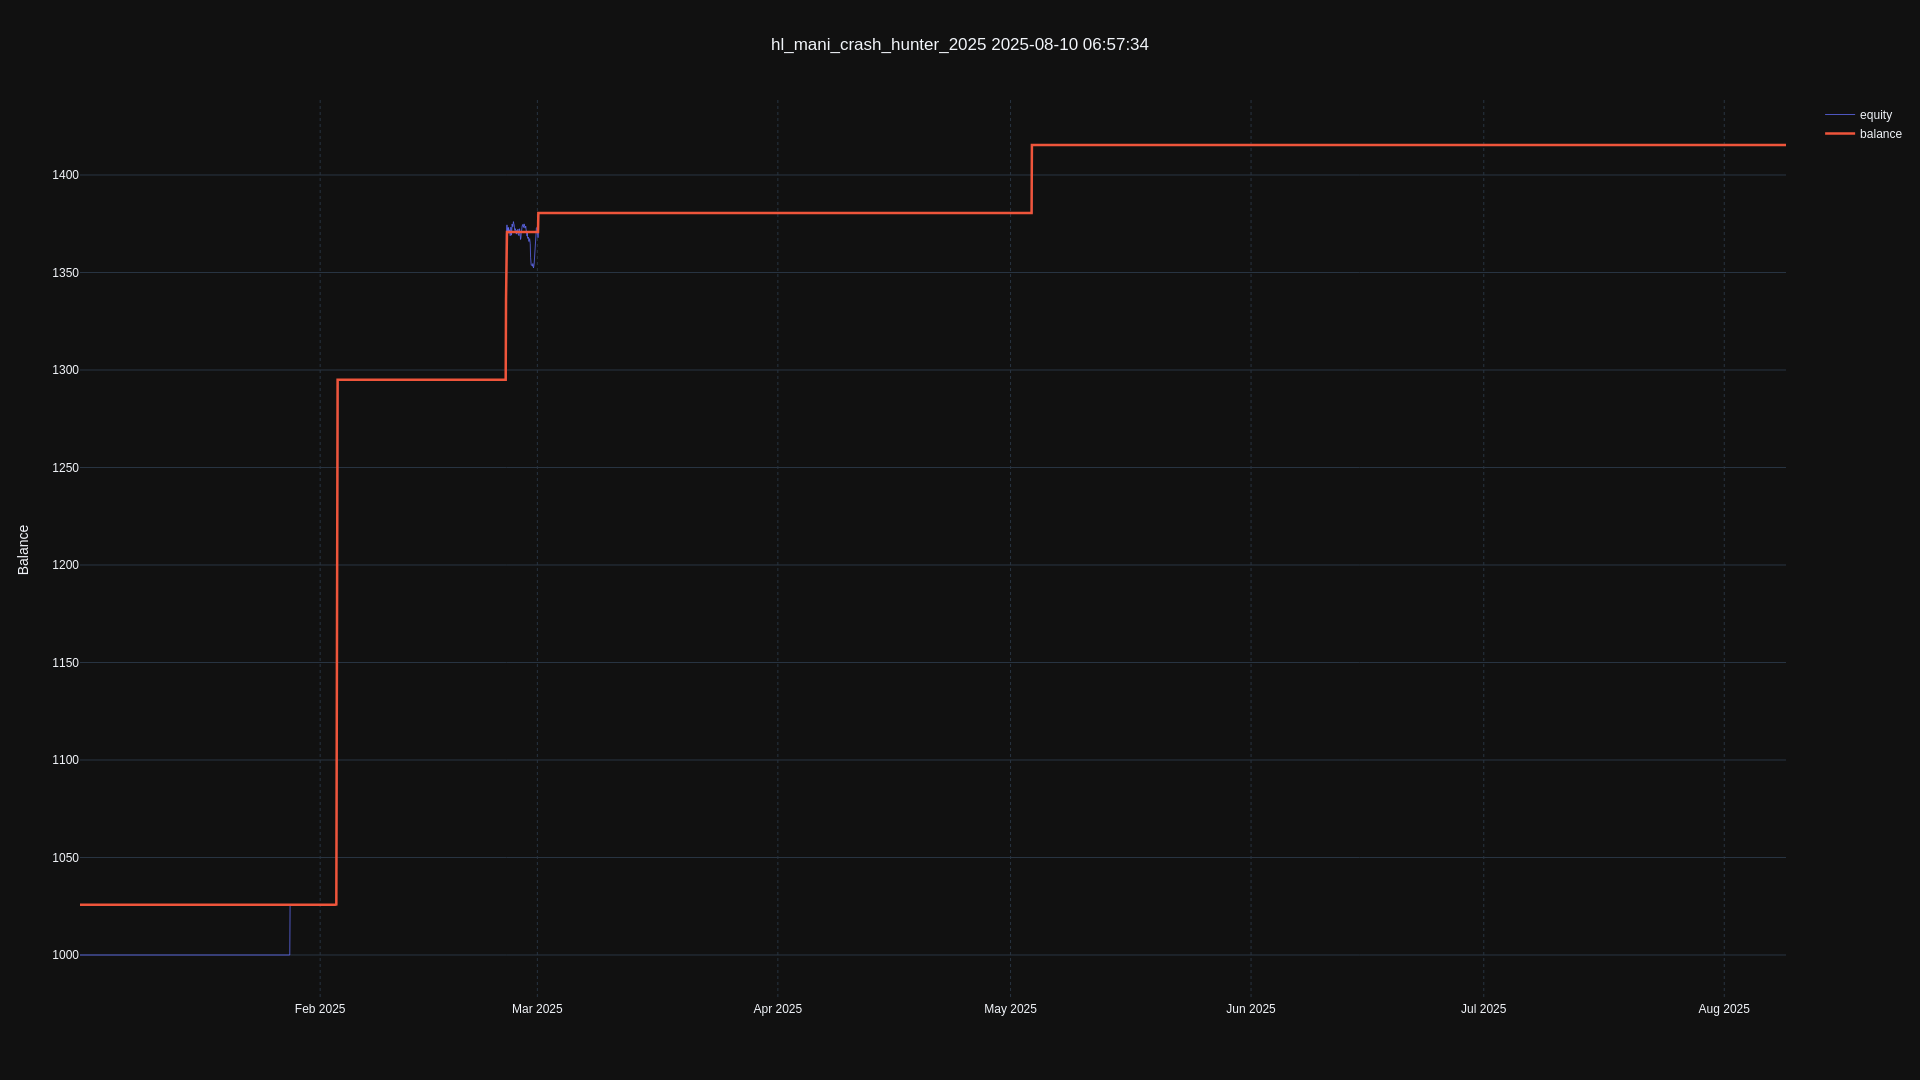 hl_mani_crash_hunter_2025 2025-08-10 06:57:34
equity
balance
Balance
1400
1350
1300
1250
1200
1150
1100
1050
1000
Feb 2025
Mar 2025
Apr 2025
May 2025
Jun 2025
Jul 2025
Aug 2025